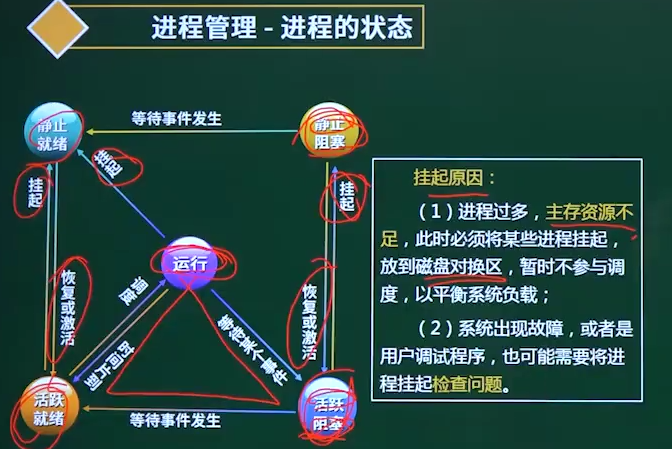 进程管理 - 进程的状态
静止
就绪
等待事件发生
静止
阻塞
挂起
挂起
挂起
运行
恢复或激活
调度
时间片到
等待某个事件
恢复或激活
活跃
就绪
等待事件发生
活跃
阻塞
挂起原因：
（1）进程过多，主存资源不
足，此时必须将某些进程挂起，
放到磁盘对换区，暂时不参与调
度，以平衡系统负载；
（2）系统出现故障，或者是
用户调试程序，也可能需要将进
程挂起检查问题。